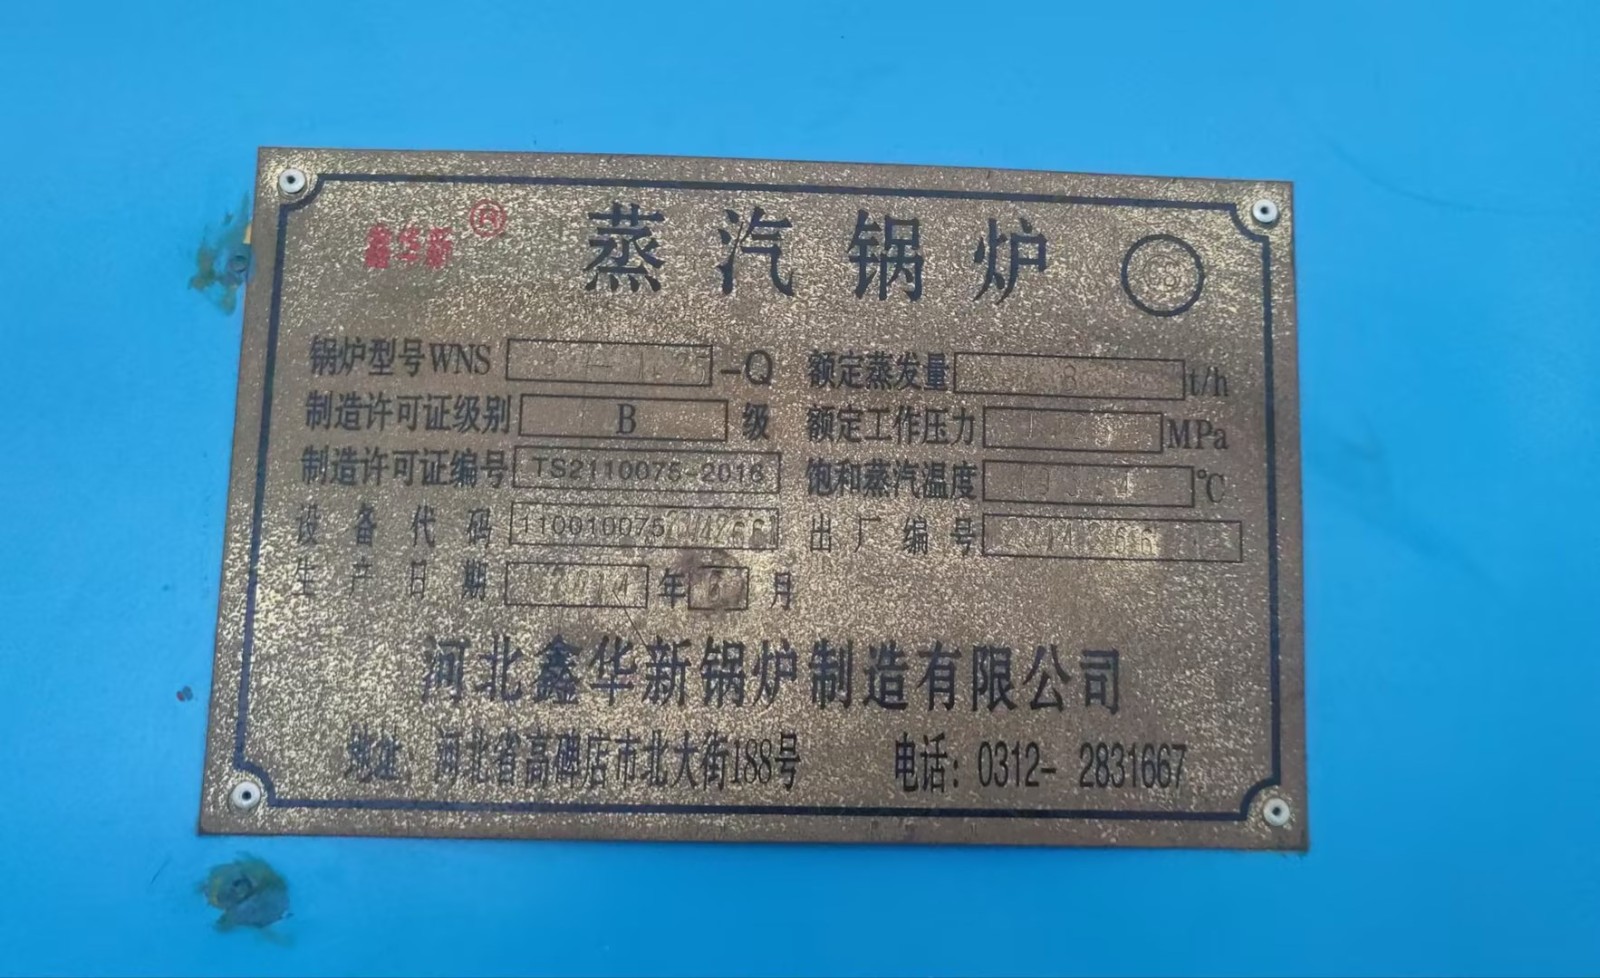 鑫华新® 蒸汽锅炉
锅炉型号WNS -Q 额定蒸发量 8 t/h
制造许可证级别 B 级 额定工作压力 MPa
制造许可证编号 TS2110075-2016 饱和蒸汽温度 ℃
设备代码 110010075 出厂编号
生产日期 2014 年 月
河北鑫华新锅炉制造有限公司
地址:河北省高碑店市北大街188号 电话:0312-2831667